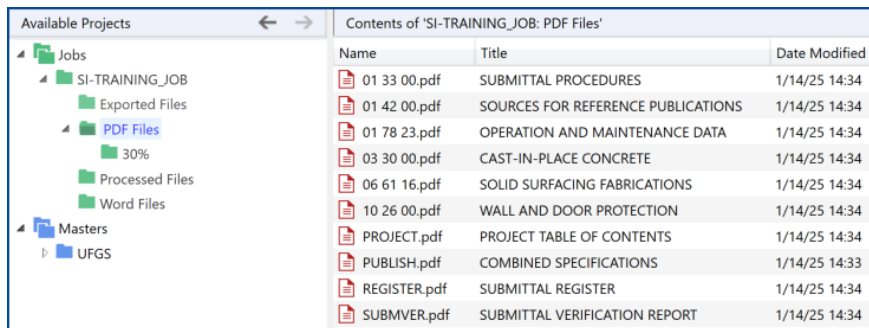 Available Projects
Jobs
SI-TRAINING_JOB
Exported Files
PDF Files
30%
Processed Files
Word Files
Masters
UFGS
Contents of 'SI-TRAINING_JOB: PDF Files'
Name Title Date Modified
01 33 00.pdf SUBMITTAL PROCEDURES 1/14/25 14:34
01 42 00.pdf SOURCES FOR REFERENCE PUBLICATIONS 1/14/25 14:34
01 78 23.pdf OPERATION AND MAINTENANCE DATA 1/14/25 14:34
03 30 00.pdf CAST-IN-PLACE CONCRETE 1/14/25 14:34
06 61 16.pdf SOLID SURFACING FABRICATIONS 1/14/25 14:34
10 26 00.pdf WALL AND DOOR PROTECTION 1/14/25 14:34
PROJECT.pdf PROJECT TABLE OF CONTENTS 1/14/25 14:34
PUBLISH.pdf COMBINED SPECIFICATIONS 1/14/25 14:33
REGISTER.pdf SUBMITTAL REGISTER 1/14/25 14:34
SUBMVER.pdf SUBMITTAL VERIFICATION REPORT 1/14/25 14:34